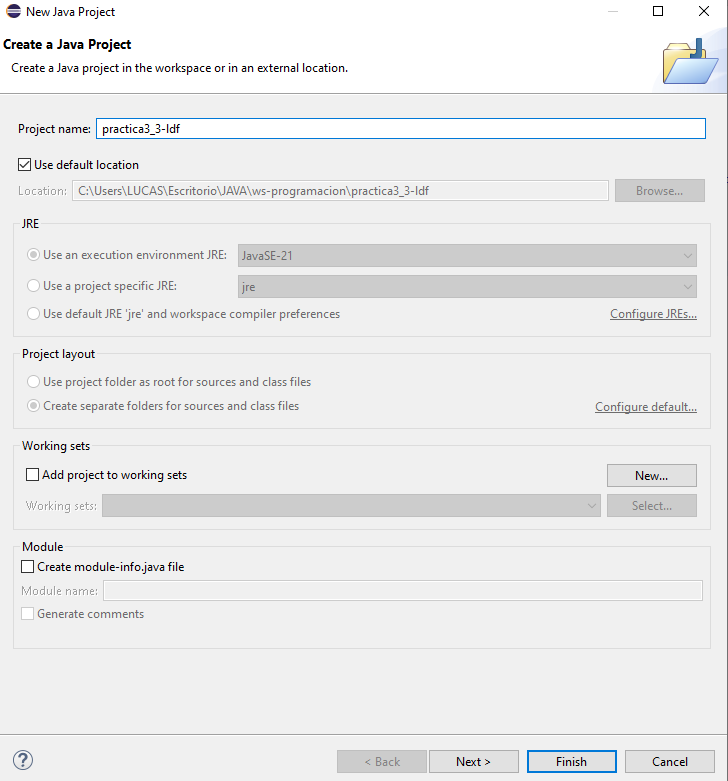 New Java Project
Create a Java Project
Create a Java project in the workspace or in an external location.
Project name: practica3_3-ldf
Use default location
Location: C:\Users\LUCAS\Escritorio\JAVA\ws-programacion\practica3_3-ldf Browse...
JRE
Use an execution environment JRE: JavaSE-21
Use a project specific JRE: jre
Use default JRE 'jre' and workspace compiler preferences Configure JREs...
Project layout
Use project folder as root for sources and class files
Create separate folders for sources and class files Configure default...
Working sets
Add project to working sets New...
Working sets: Select...
Module
Create module-info.java file
Module name:
Generate comments
? < Back Next > Finish Cancel